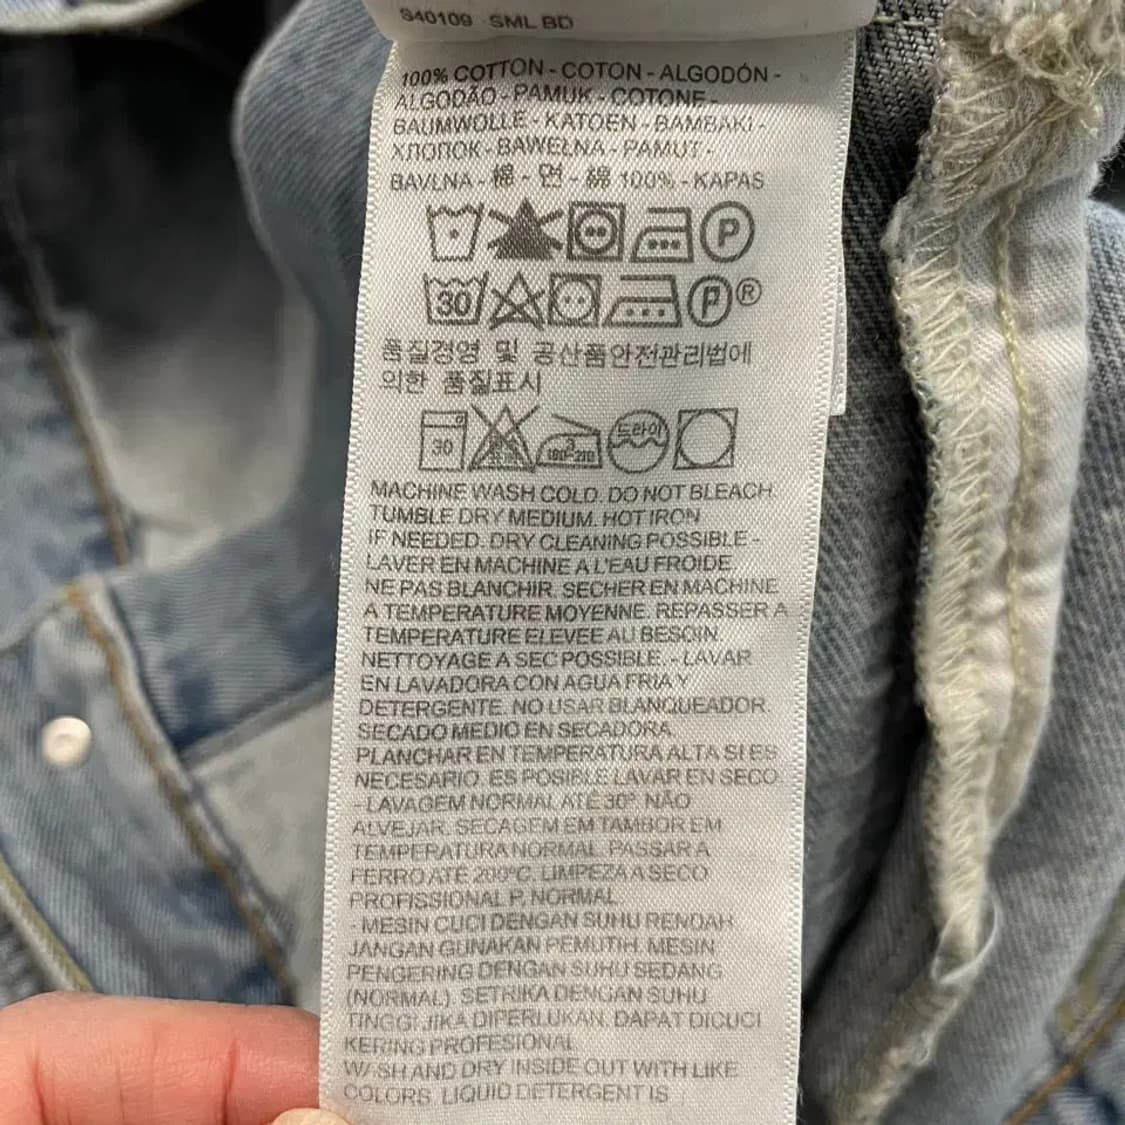 S40109 SML BD
100% COTTON - COTON - ALGODÓN -
ALGODÃO - PAMUK - COTONE -
BAUMWOLLE - KATOEN - BAMBAKI -
ХЛОПОК - BAWEŁNA - PAMUT -
BAVLNA - 棉 - 면 - 綿 100% - KAPAS
P
30 P ®
품질경영 및 공산품안전관리법에
의한 품질표시
30 3 180-210 드라이
MACHINE WASH COLD. DO NOT BLEACH.
TUMBLE DRY MEDIUM. HOT IRON
IF NEEDED. DRY CLEANING POSSIBLE -
LAVER EN MACHINE A L'EAU FROIDE.
NE PAS BLANCHIR. SECHER EN MACHINE
A TEMPERATURE MOYENNE. REPASSER A
TEMPERATURE ELEVEE AU BESOIN.
NETTOYAGE A SEC POSSIBLE. - LAVAR
EN LAVADORA CON AGUA FRIA Y
DETERGENTE. NO USAR BLANQUEADOR.
SECADO MEDIO EN SECADORA.
PLANCHAR EN TEMPERATURA ALTA SI ES
NECESARIO. ES POSIBLE LAVAR EN SECO.
- LAVAGEM NORMAL ATÉ 30º. NÃO
ALVEJAR. SECAGEM EM TAMBOR EM
TEMPERATURA NORMAL. PASSAR A
FERRO ATÉ 200ºC. LIMPEZA A SECO
PROFISSIONAL P, NORMAL.
- MESIN CUCI DENGAN SUHU RENDAH
JANGAN GUNAKAN PEMUTIH. MESIN
PENGERING DENGAN SUHU SEDANG
(NORMAL). SETRIKA DENGAN SUHU
TINGGI JIKA DIPERLUKAN. DAPAT DICUCI
KERING PROFESIONAL.
WASH AND DRY INSIDE OUT WITH LIKE
COLORS. LIQUID DETERGENT IS